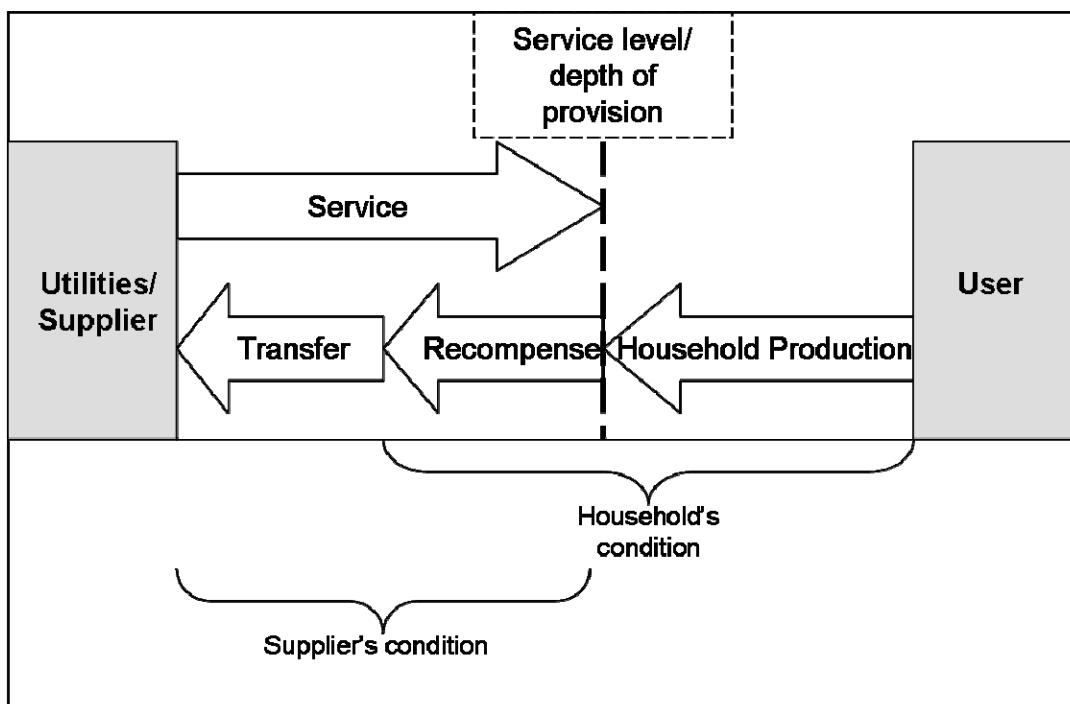 Service level/
depth of
provision
Service
Utilities/
Supplier
User
Transfer
Recompense
Household Production
Household's
condition
Supplier's condition